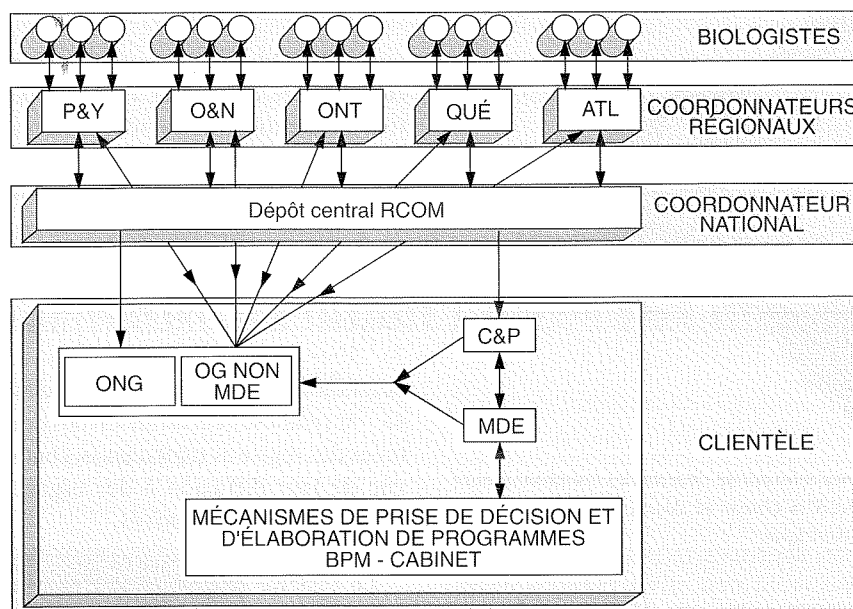 BIOLOGISTES
P&Y
O&N
ONT
QUÉ
ATL
COORDONNATEURS
RÉGIONAUX
Dépôt central RCOM
COORDONNATEUR
NATIONAL
C&P
ONG
OG NON
MDE
MDE
CLIENTÈLE
MÉCANISMES DE PRISE DE DÉCISION ET
D'ÉLABORATION DE PROGRAMMES
BPM - CABINET